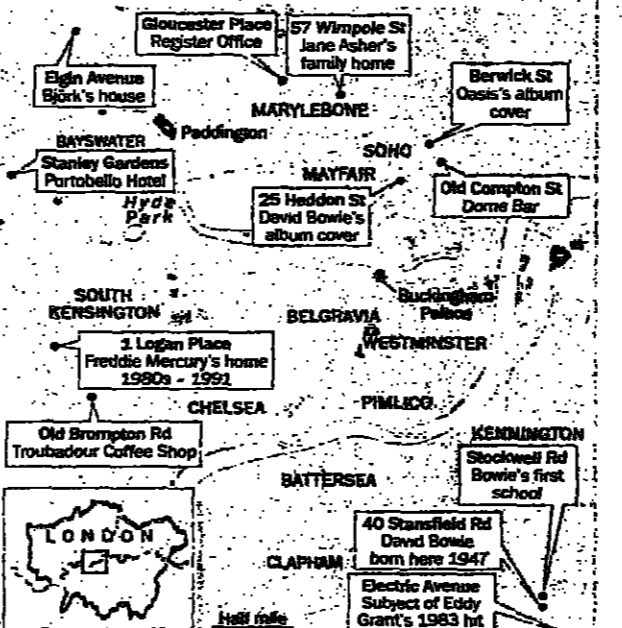 Gloucester Place
Register Office
57 Wimpole St
Jane Asher's
family home
Elgin Avenue
Björk's house
Berwick St
Oasis's album
cover
MARYLEBONE
Paddington
BAYSWATER
SOHO
Stanley Gardens
Portobello Hotel
MAYFAIR
Old Compton St
Dome Bar
Hyde
Park
25 Heddon St
David Bowie's
album cover
SOUTH
KENSINGTON
Buckingham
Palace
BELGRAVIA
WESTMINSTER
1 Logan Place
Freddie Mercury's home
1980s - 1991
CHELSEA
PIMLICO
Old Brompton Rd
Troubadour Coffee Shop
KENNINGTON
Stockwell Rd
Bowie's first
school
BATTERSEA
LONDON
40 Stansfield Rd
David Bowie
born here 1947
CLAPHAM
Electric Avenue
Subject of Eddy
Grant's 1983 hit
Half mile